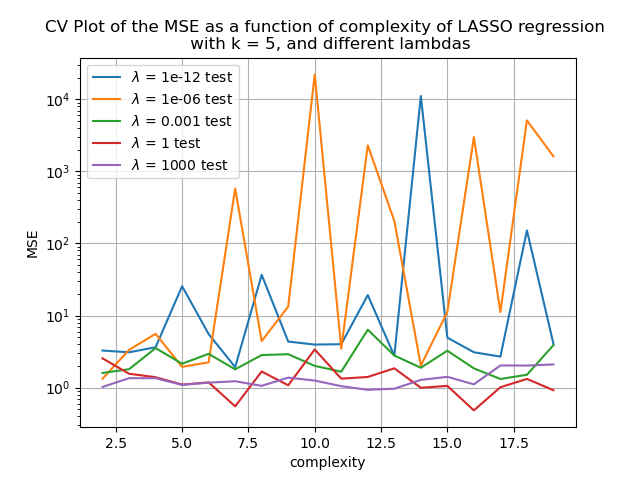 CV Plot of the MSE as a function of complexity of LASSO regression
with k = 5, and different lambdas
λ = 1e-12 test
λ = 1e-06 test
λ = 0.001 test
λ = 1 test
λ = 1000 test
10⁴
10³
10²
10¹
10⁰
MSE
2.5 5.0 7.5 10.0 12.5 15.0 17.5
complexity